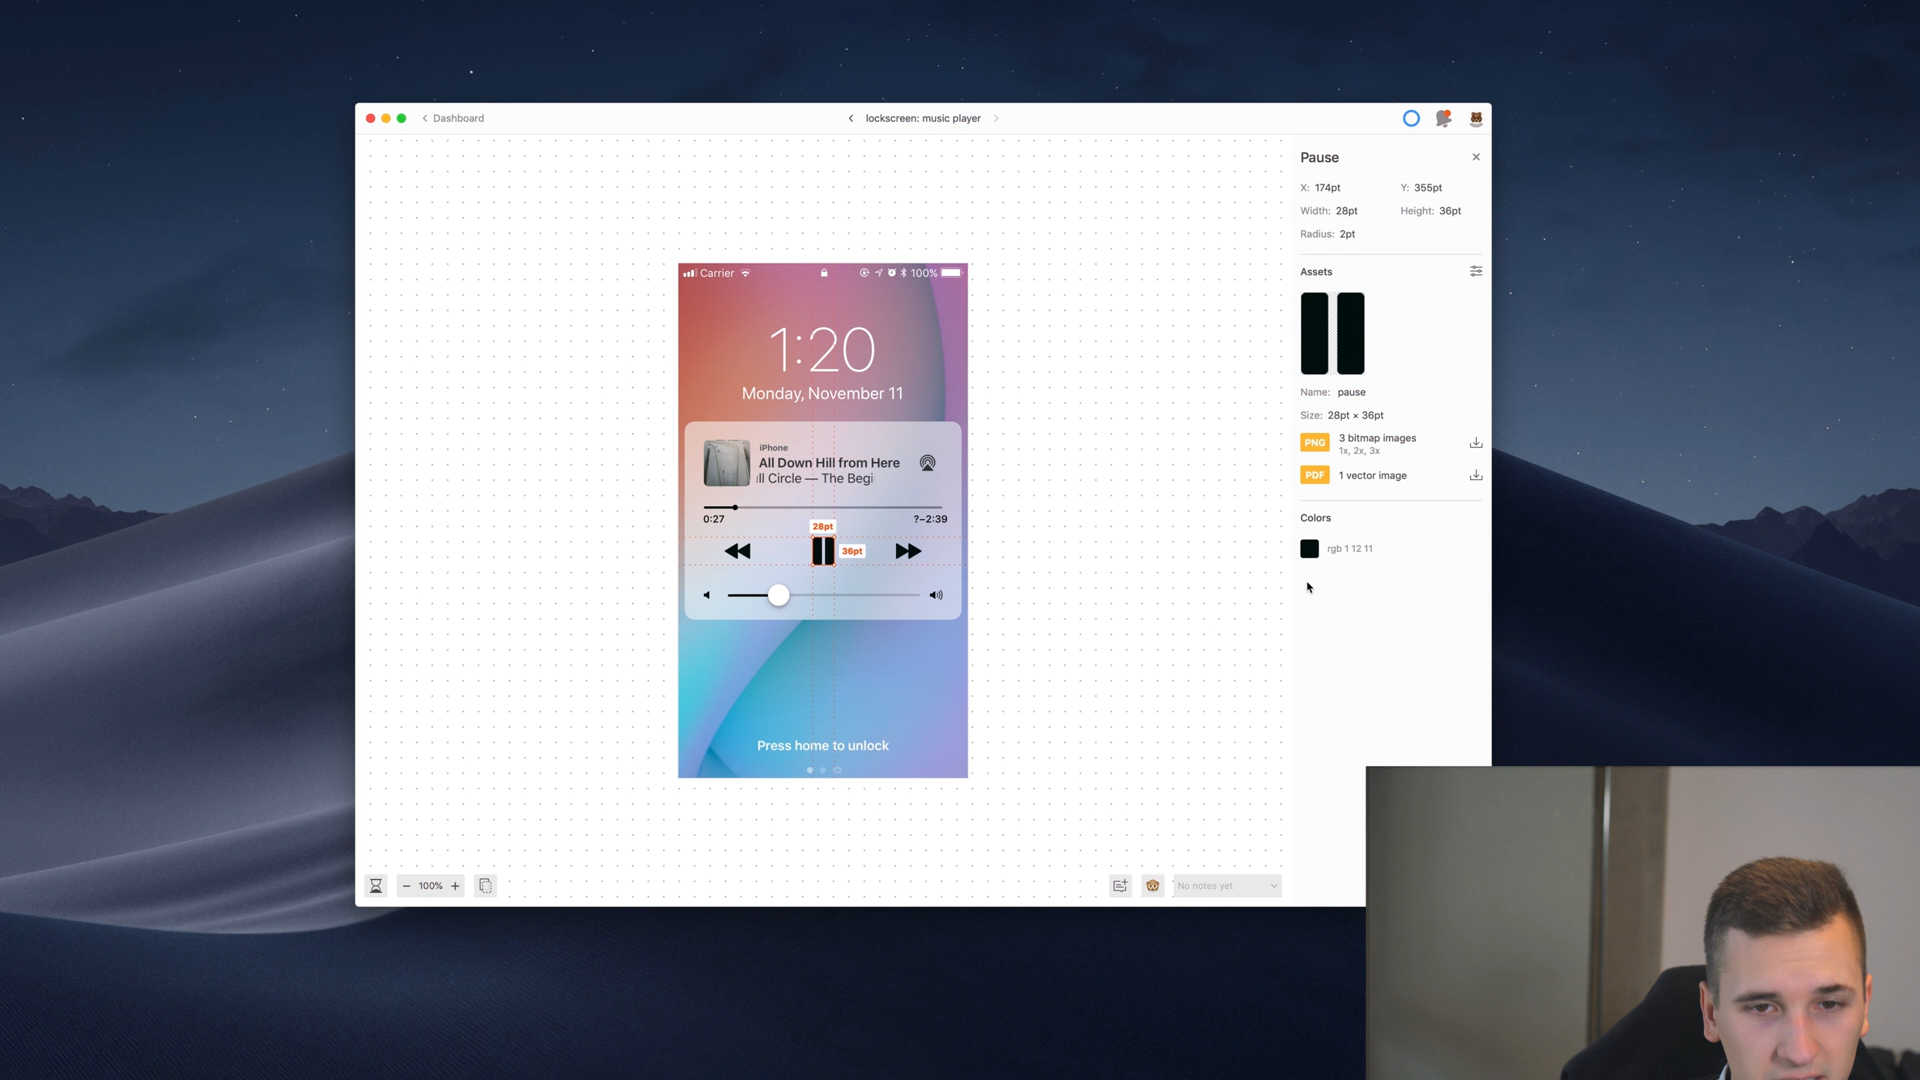 Dashboard
lockscreen: music player
Pause
X: 174pt
Y: 355pt
Width: 28pt
Height: 36pt
Radius: 2pt
Assets
Name: pause
Size: 28pt × 36pt
PNG
3 bitmap images
1x, 2x, 3x
PDF
1 vector image
Colors
rgb 1 12 11
Carrier
100%
1:20
Monday, November 11
iPhone
All Down Hill from Here
ll Circle — The Begi
0:27
?−2:39
28pt
36pt
Press home to unlock
100%
No notes yet